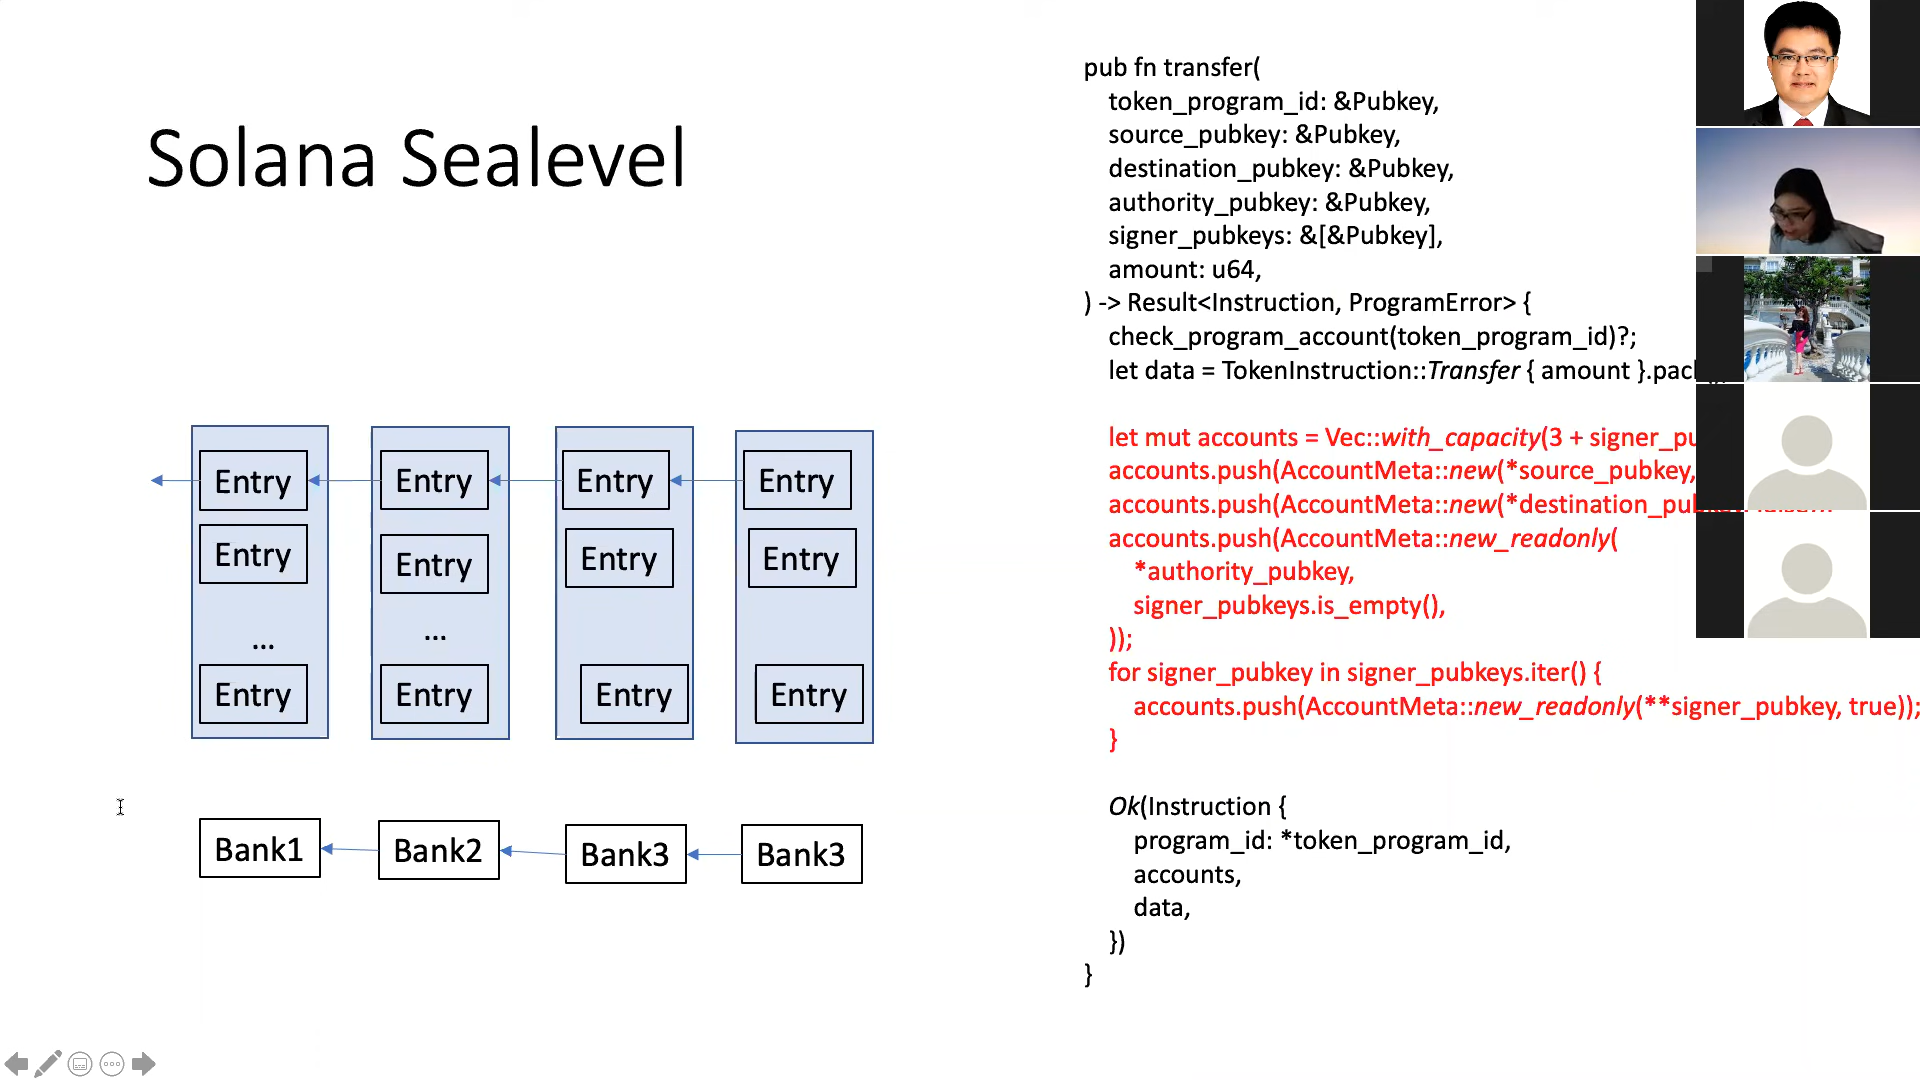 Solana Sealevel
Entry Entry Entry Entry
Entry Entry Entry Entry
... ...
Entry Entry Entry Entry
Bank1 Bank2 Bank3 Bank3
pub fn transfer(
token_program_id: &Pubkey,
source_pubkey: &Pubkey,
destination_pubkey: &Pubkey,
authority_pubkey: &Pubkey,
signer_pubkeys: &[&Pubkey],
amount: u64,
) -> Result<Instruction, ProgramError> {
check_program_account(token_program_id)?;
let data = TokenInstruction::Transfer { amount }
let mut accounts = Vec::with_capacity(3 +
accounts.push(AccountMeta::new(*source_pubkey,
accounts.push(AccountMeta::new(
accounts.push(AccountMeta::new_readonly(
*authority_pubkey,
signer_pubkeys.is_empty(),
));
for signer_pubkey in signer_pubkeys.iter() {
accounts.push(AccountMeta::new_readonly(**signer_pubkey, true));
}
Ok(Instruction {
program_id: *token_program_id,
accounts,
data,
})
}